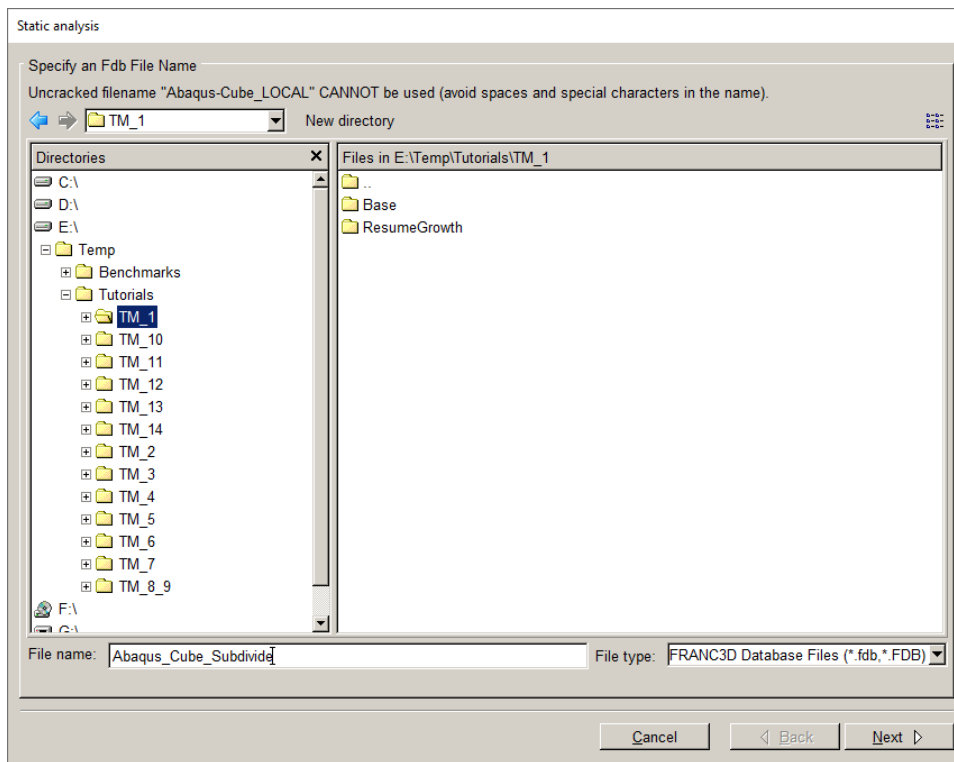 Static analysis
Specify an Fdb File Name
Uncracked filename "Abaqus-Cube_LOCAL" CANNOT be used (avoid spaces and special characters in the name).
TM_1 New directory
Directories
C:\
D:\
E:\
Temp
Benchmarks
Tutorials
TM_1
TM_10
TM_11
TM_12
TM_13
TM_14
TM_2
TM_3
TM_4
TM_5
TM_6
TM_7
TM_8_9
F:\
G:\
Files in E:\Temp\Tutorials\TM_1
..
Base
ResumeGrowth
File name: Abaqus_Cube_Subdivide File type: FRANC3D Database Files (*.fdb,*.FDB)
Cancel Back Next